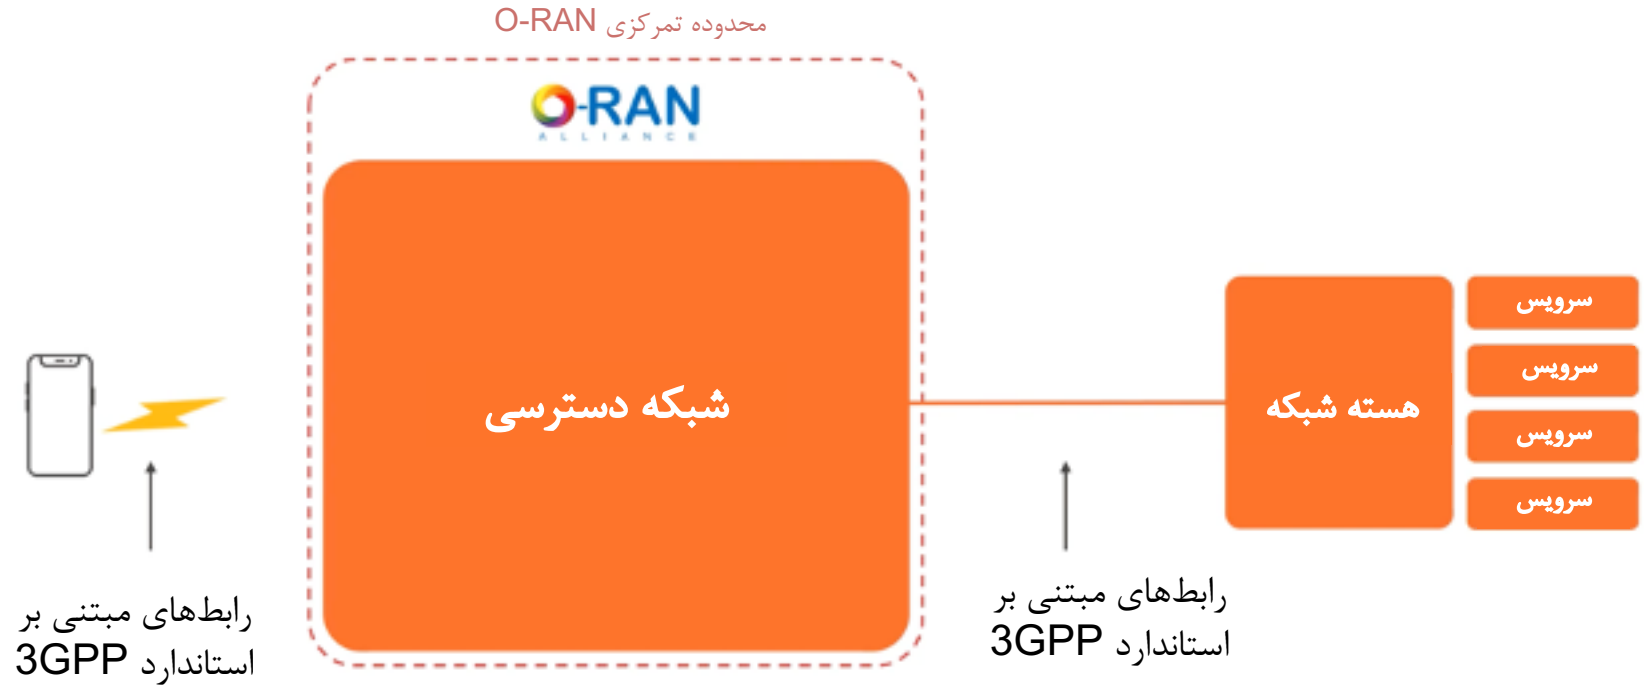 محدوده تمرکزی O-RAN
O-RAN
ALLIANCE
شبکه دسترسی
هسته شبکه
سرویس
سرویس
سرویس
سرویس
رابط‌های مبتنی بر
استاندارد 3GPP
رابط‌های مبتنی بر
استاندارد 3GPP